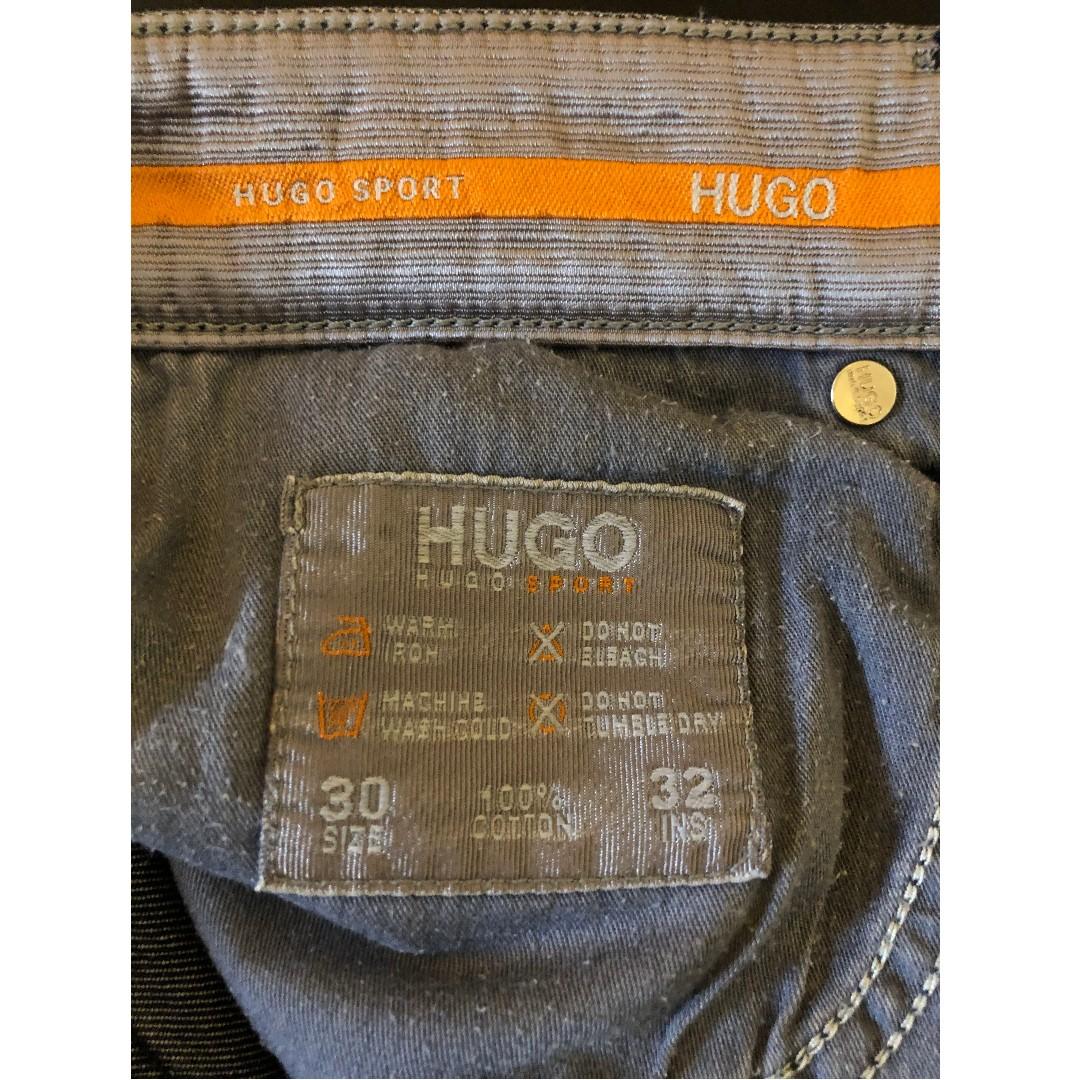 HUGO SPORT HUGO
HUGO
HUGO
HUGO SPORT
WARM
IRON
DO NOT
BLEACH
MACHINE
WASH COLD
DO NOT
TUMBLE DRY
30
SIZE
100%
COTTON
32
INS